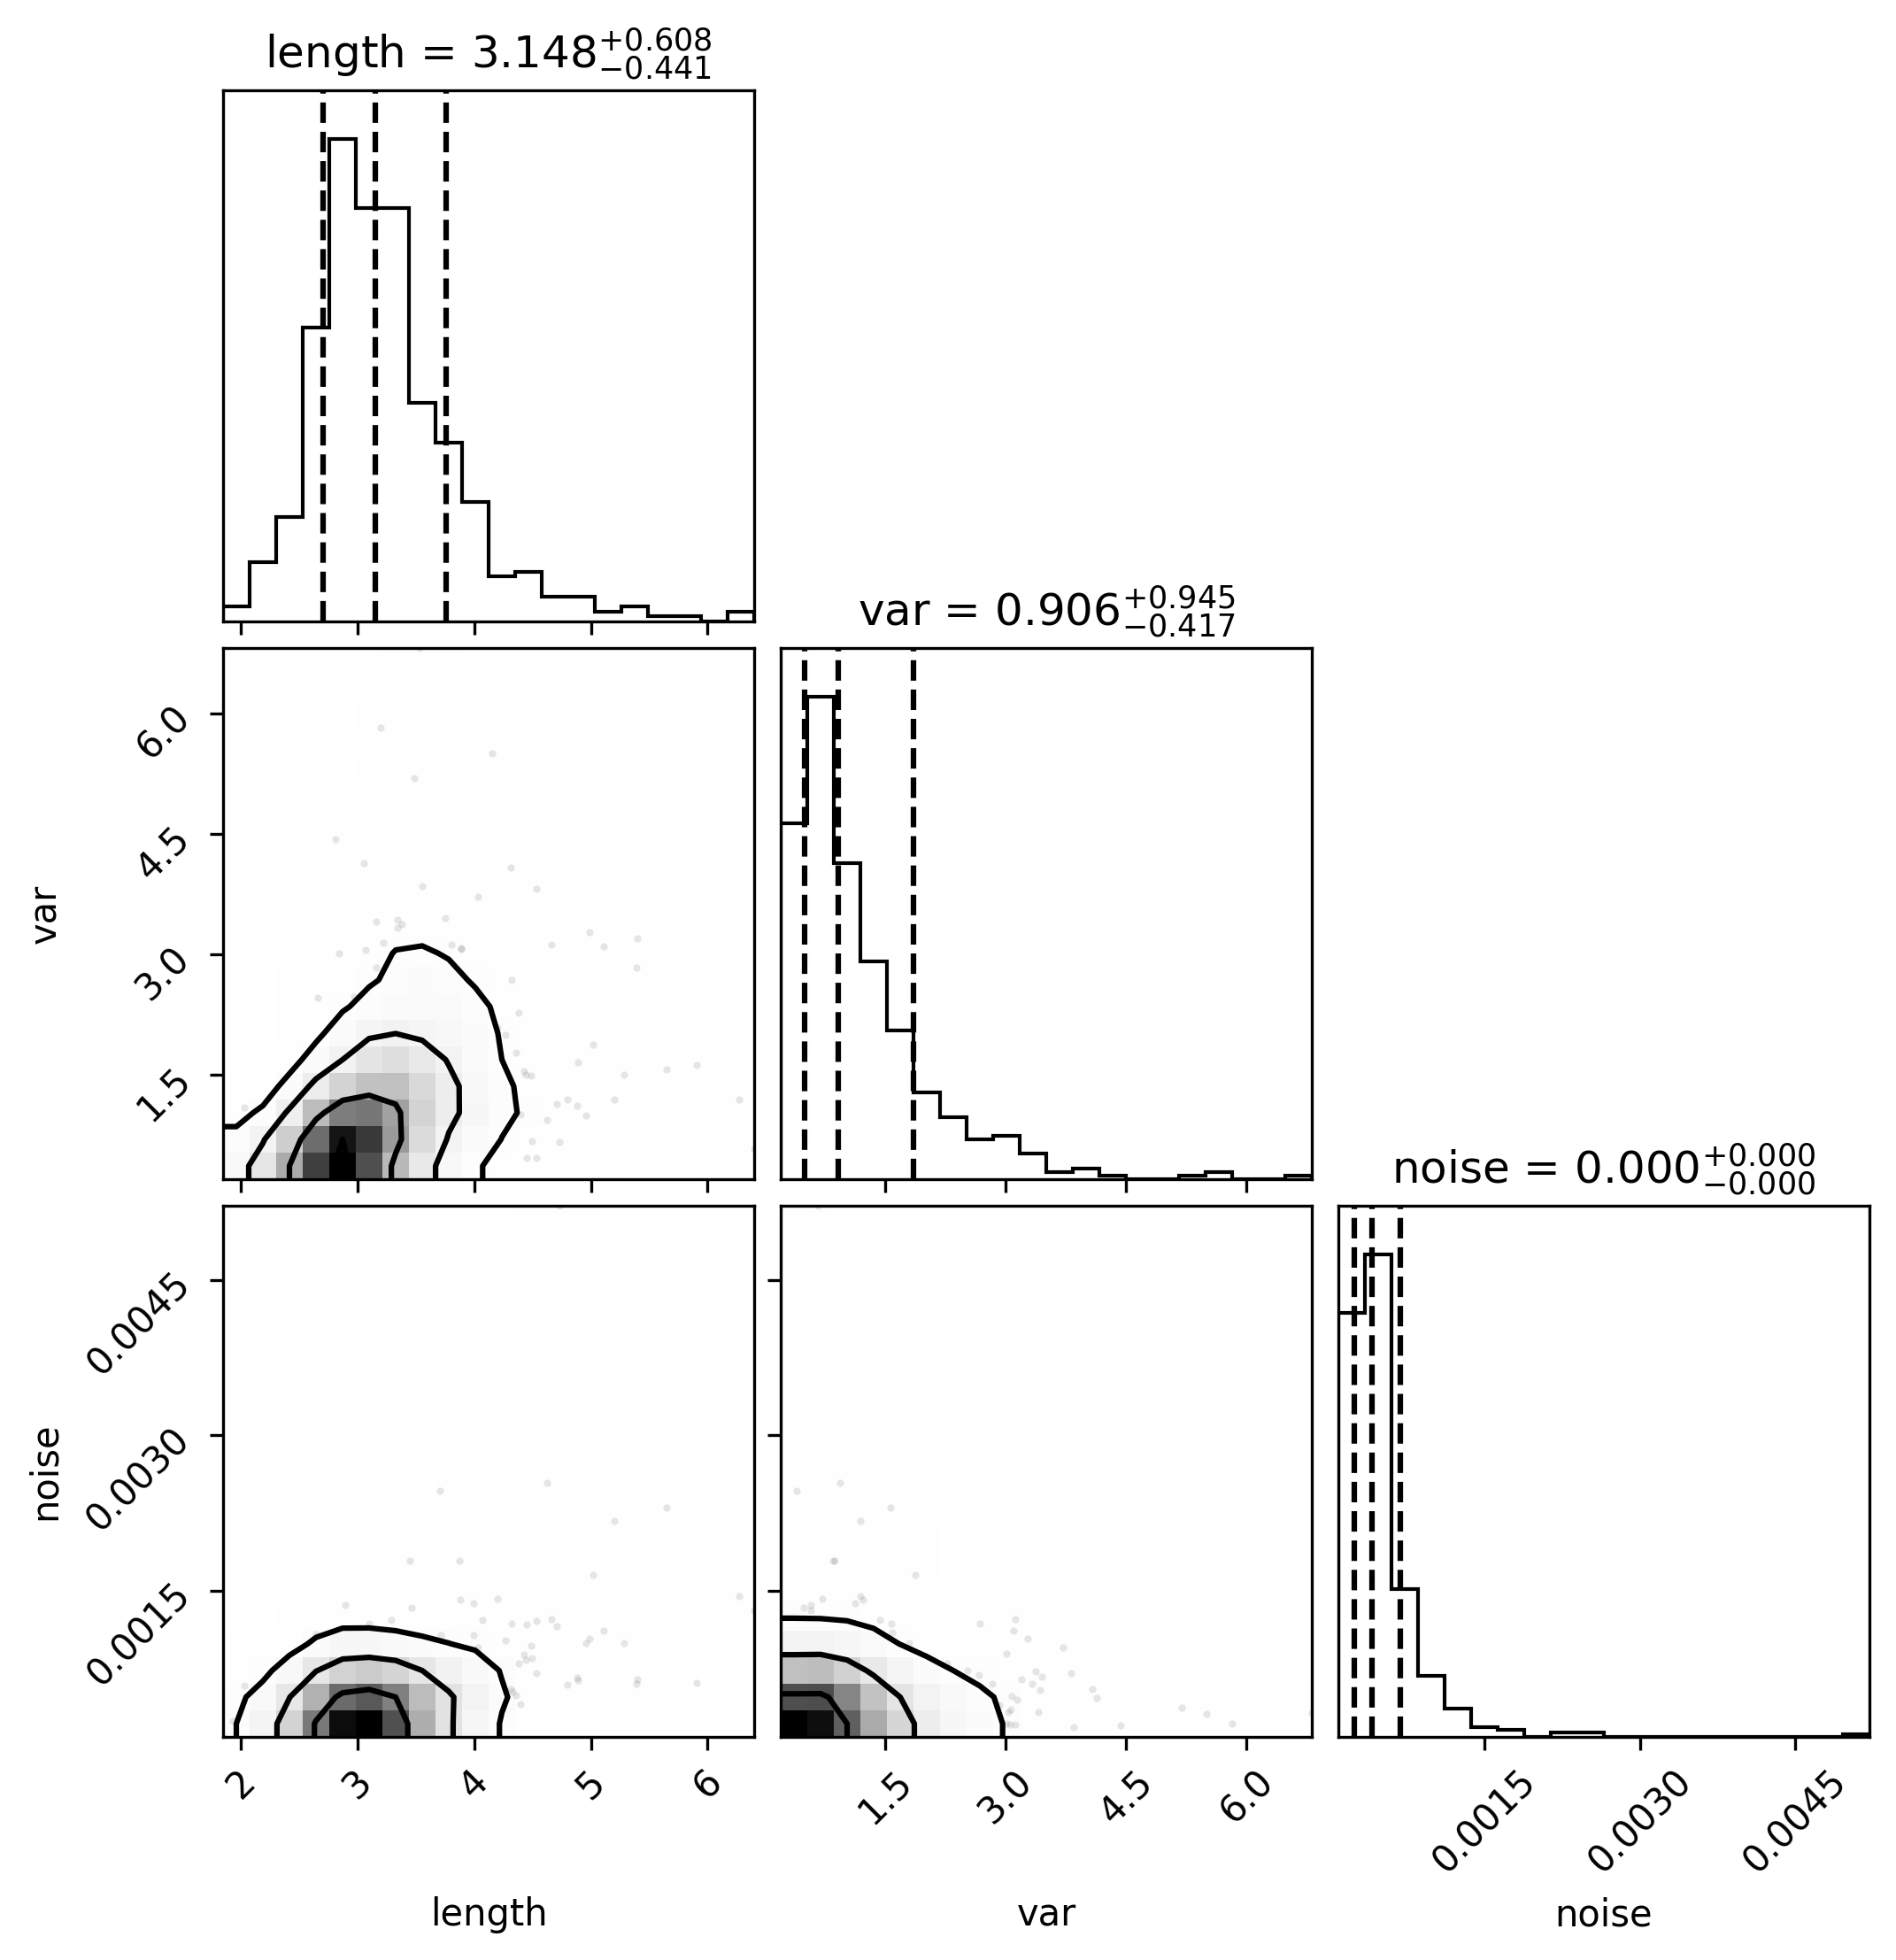 length = 3.148 +0.608 −0.441
var = 0.906 +0.945 −0.417
6.0
4.5
3.0
1.5
var
noise = 0.000 +0.000 −0.000
0.0045
0.0030
0.0015
noise
2 3 4 5 6
1.5 3.0 4.5 6.0
0.0015 0.0030 0.0045
length
var
noise